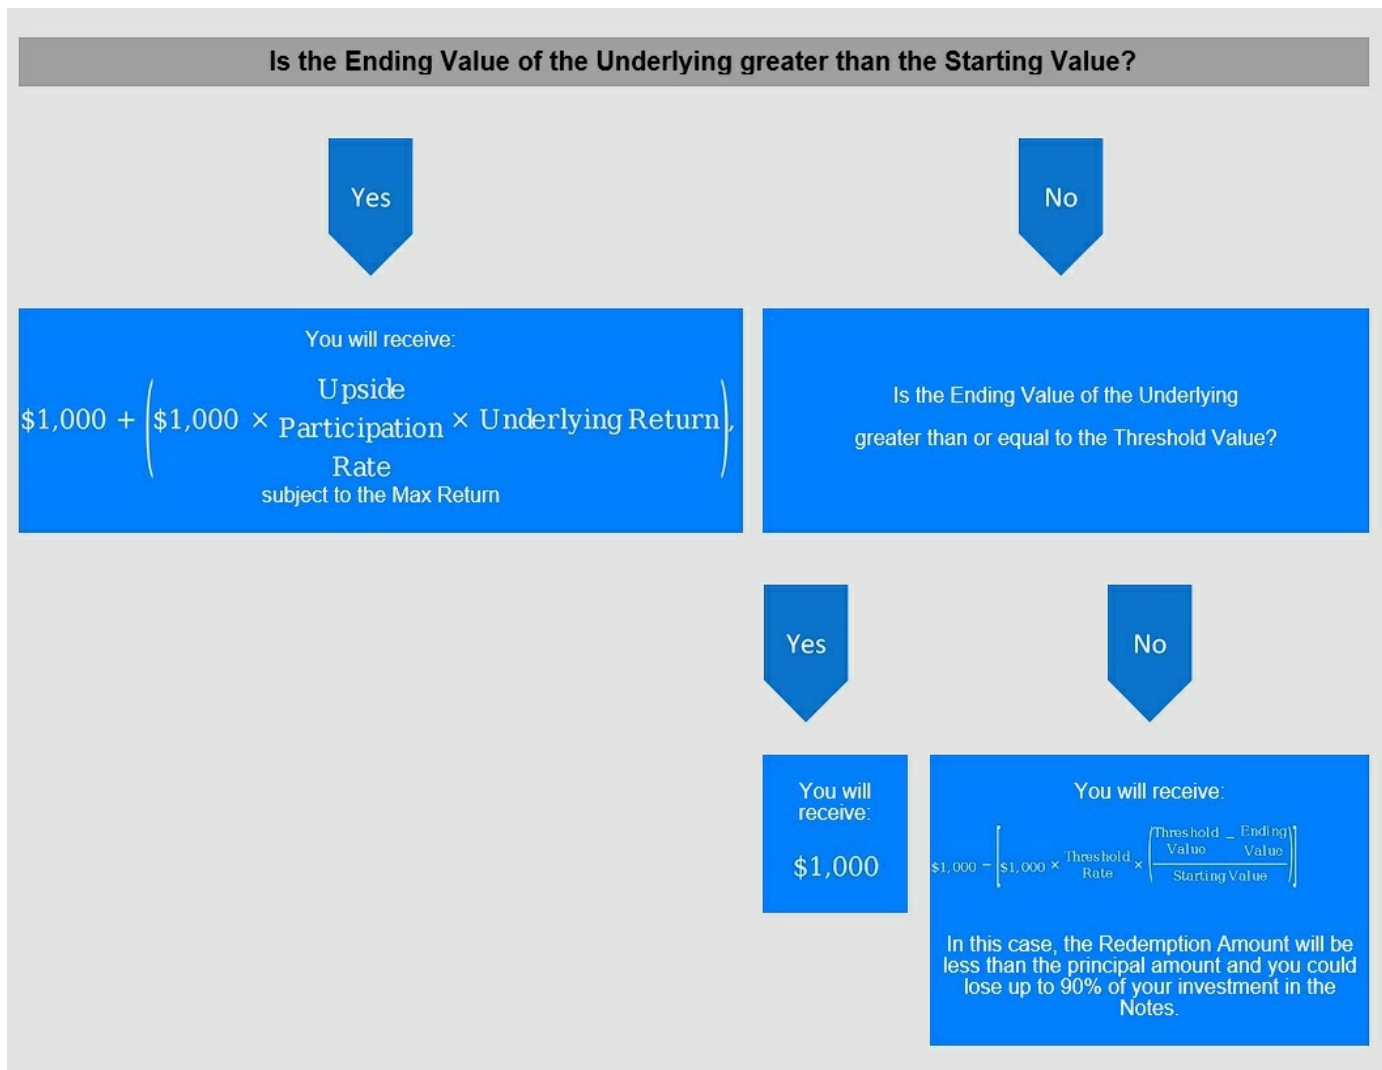 Is the Ending Value of the Underlying greater than the Starting Value?
Yes
No
You will receive:
$1,000 + ($1,000 × Upside Participation Rate × Underlying Return),
subject to the Max Return
Is the Ending Value of the Underlying
greater than or equal to the Threshold Value?
Yes
No
You will
receive:
$1,000
You will receive:
$1,000 − [$1,000 × Threshold Rate × (Threshold Value − Ending Value / Starting Value)]
In this case, the Redemption Amount will be
less than the principal amount and you could
lose up to 90% of your investment in the
Notes.